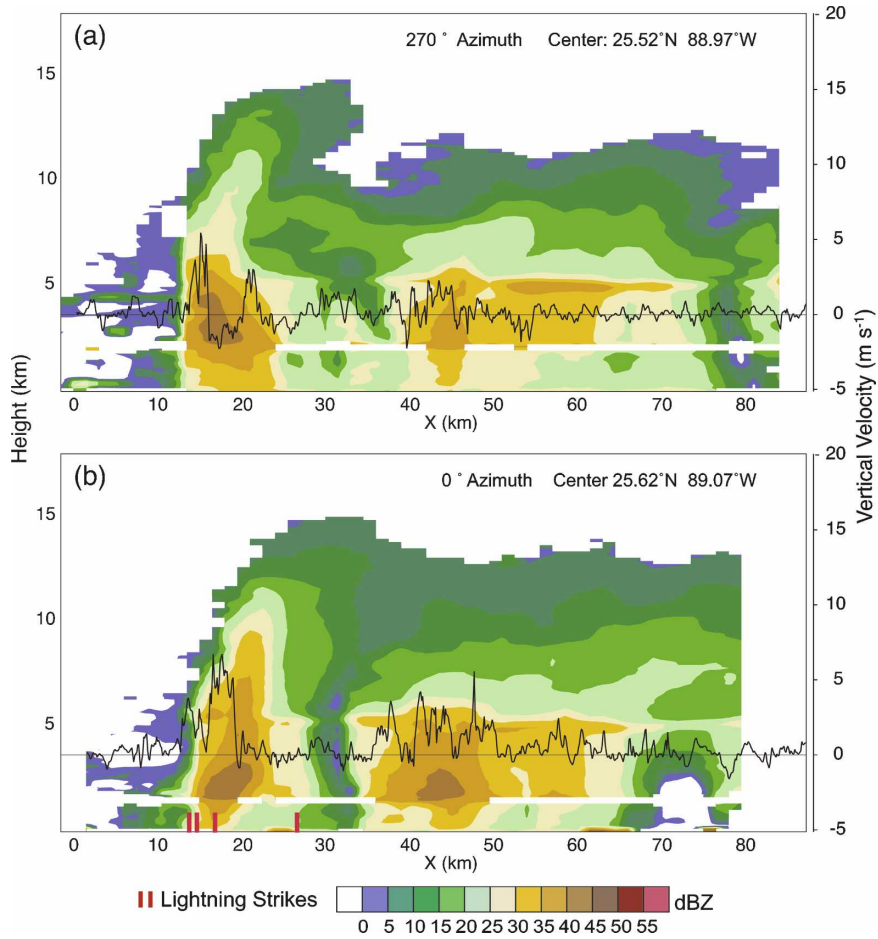 (a)
270 ° Azimuth Center: 25.52˚N 88.97˚W
20
15
10
5
0
-5
15
10
5
0 10 20 30 40 50 60 70 80
X (km)
Height (km)
Vertical Velocity (m s⁻¹)
(b)
0 ° Azimuth Center 25.62˚N 89.07˚W
20
15
10
5
0
-5
15
10
5
0 10 20 30 40 50 60 70 80
X (km)
Lightning Strikes
dBZ
0 5 10 15 20 25 30 35 40 45 50 55